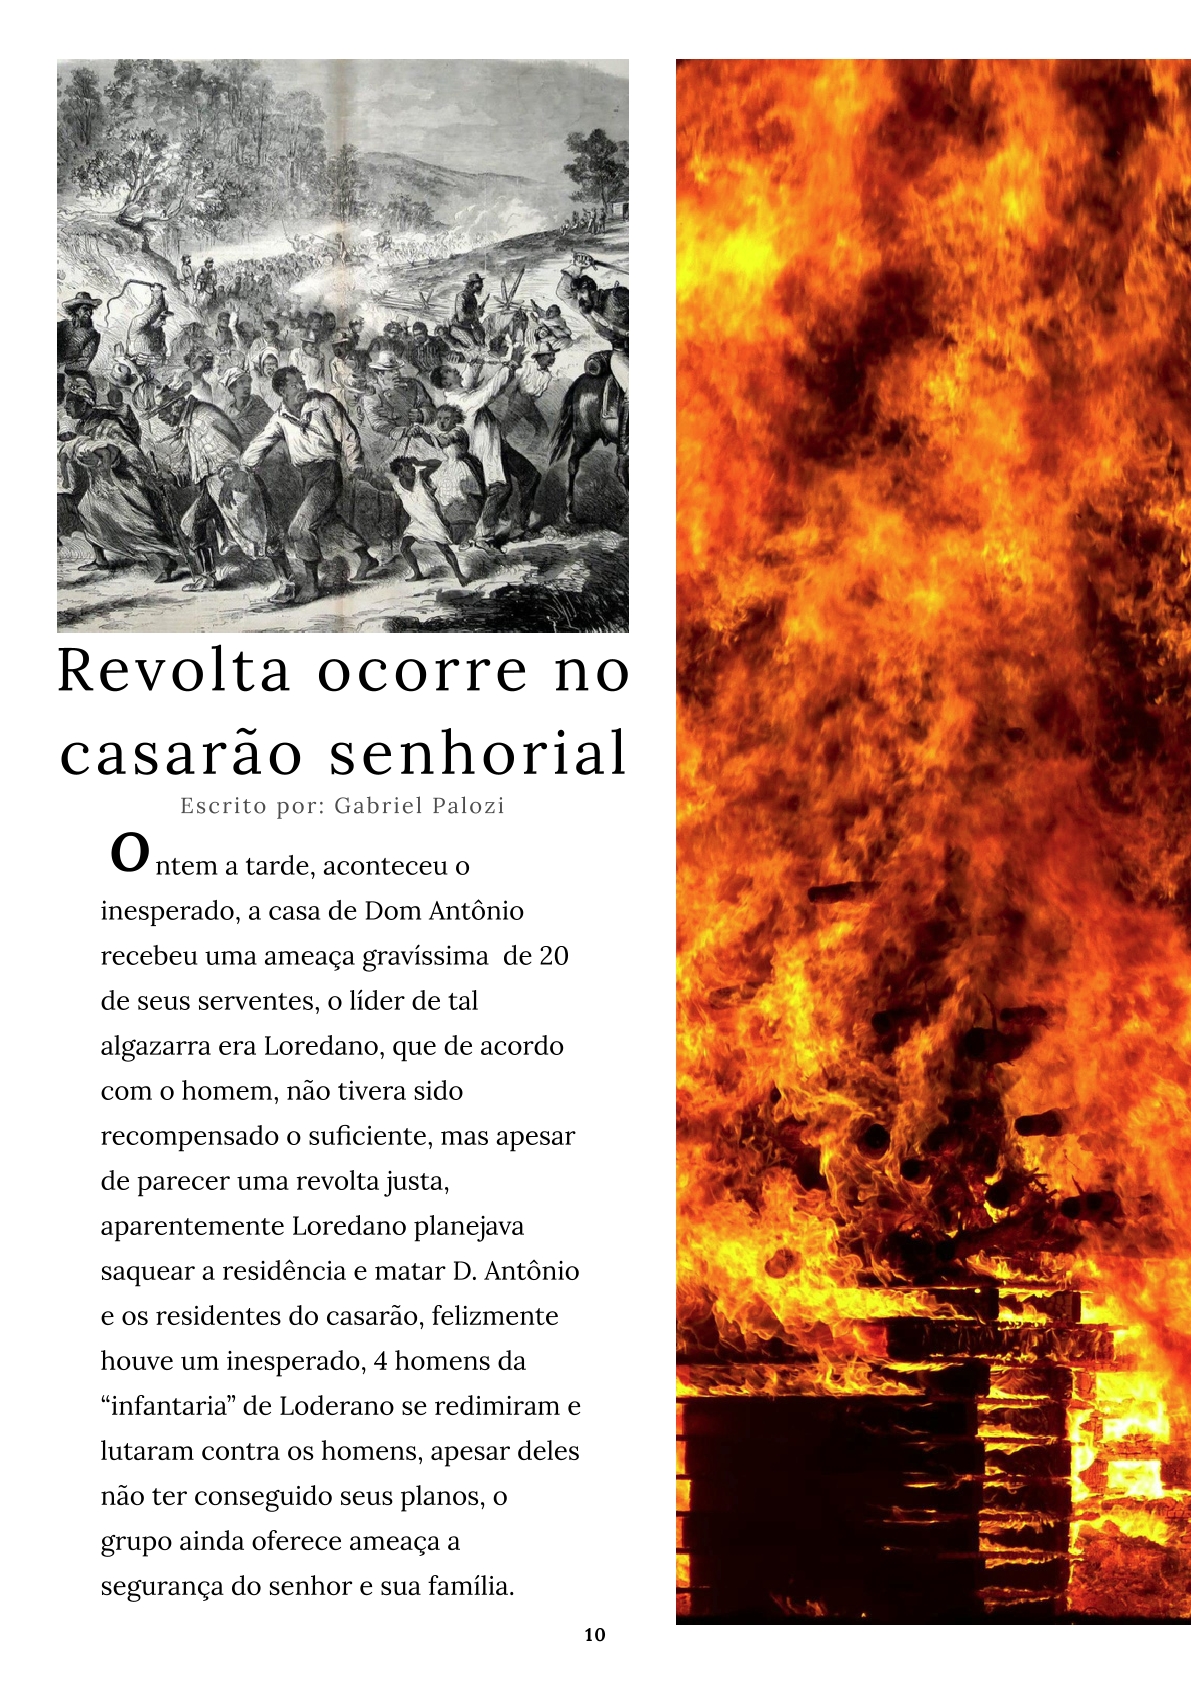 Revolta ocorre no
casarão senhorial
Escrito por: Gabriel Palozi
Ontem a tarde, aconteceu o
inesperado, a casa de Dom Antônio
recebeu uma ameaça gravíssima  de 20
de seus serventes, o líder de tal
algazarra era Loredano, que de acordo
com o homem, não tivera sido
recompensado o suficiente, mas apesar
de parecer uma revolta justa,
aparentemente Loredano planejava
saquear a residência e matar D. Antônio
e os residentes do casarão, felizmente
houve um inesperado, 4 homens da
“infantaria” de Loderano se redimiram e
lutaram contra os homens, apesar deles
não ter conseguido seus planos, o
grupo ainda oferece ameaça a
segurança do senhor e sua família.
10